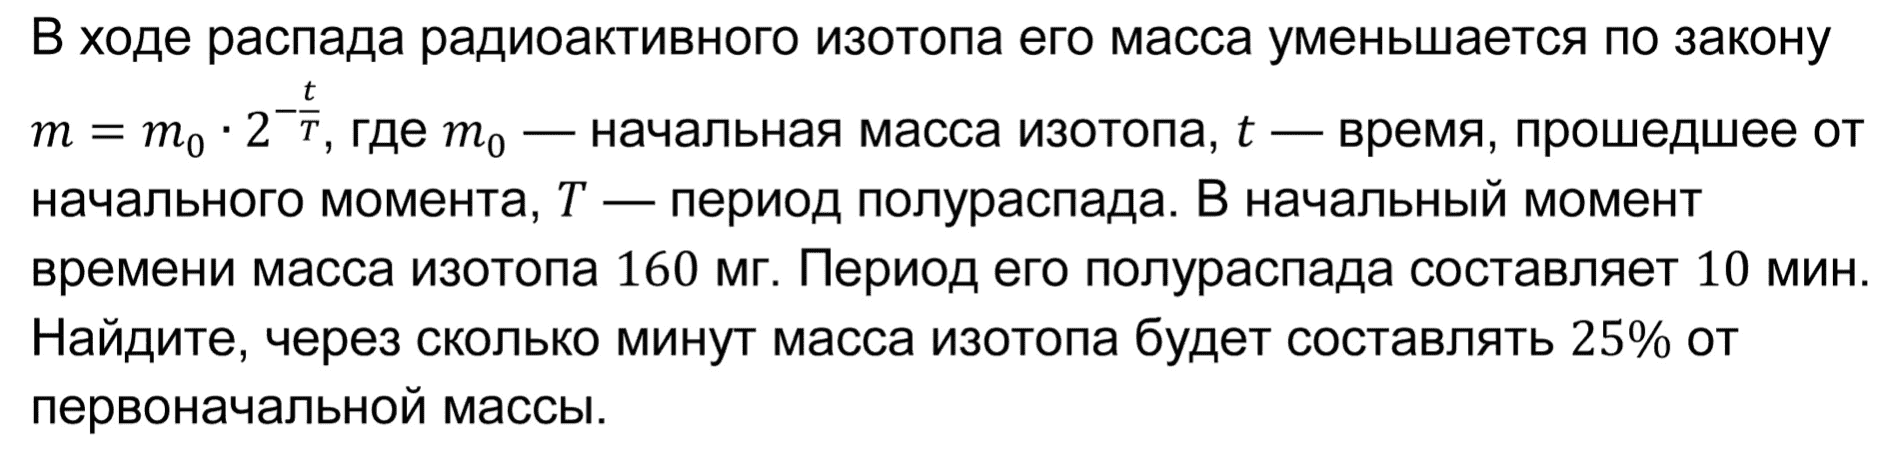 В ходе распада радиоактивного изотопа его масса уменьшается по закону
$m = m_0 \cdot 2^{-\frac{t}{T}}$, где $m_0$ — начальная масса изотопа, $t$ — время, прошедшее от
начального момента, $T$ — период полураспада. В начальный момент
времени масса изотопа 160 мг. Период его полураспада составляет 10 мин.
Найдите, через сколько минут масса изотопа будет составлять 25% от
первоначальной массы.